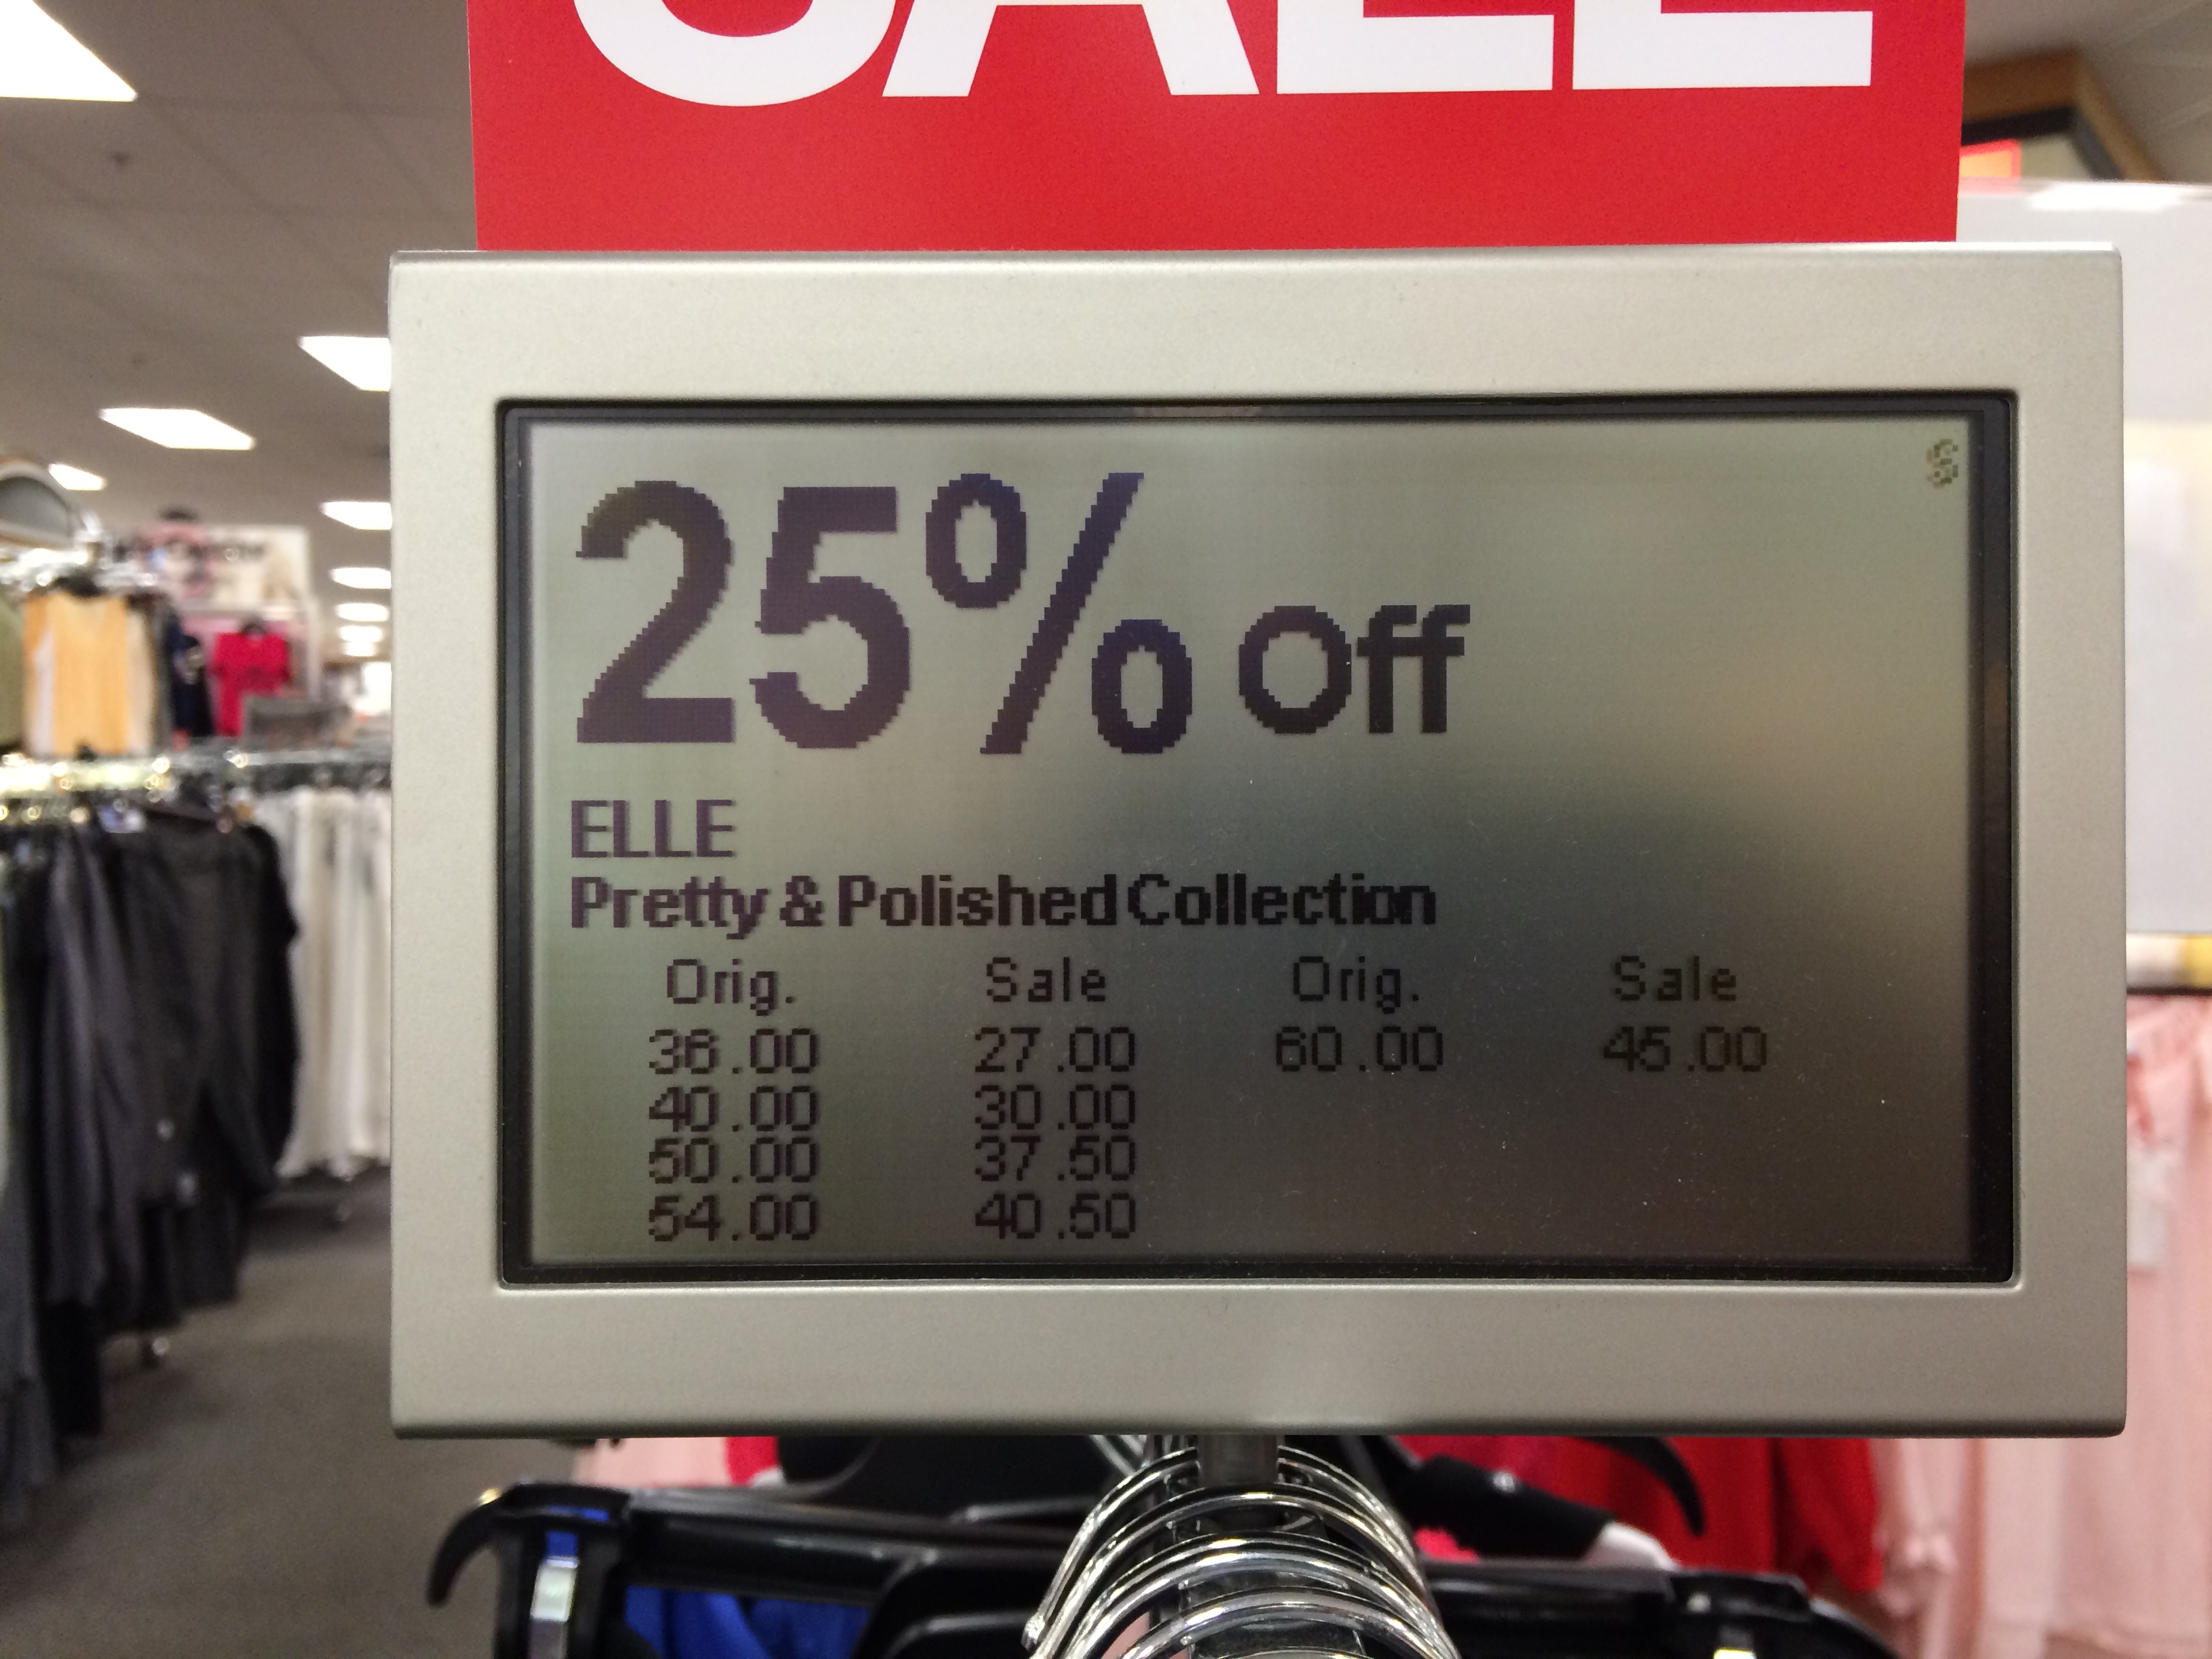 SALE
25% Off
ELLE
Pretty & Polished Collection
Orig. Sale Orig. Sale
36.00 27.00 60.00 45.00
40.00 30.00
50.00 37.50
54.00 40.50